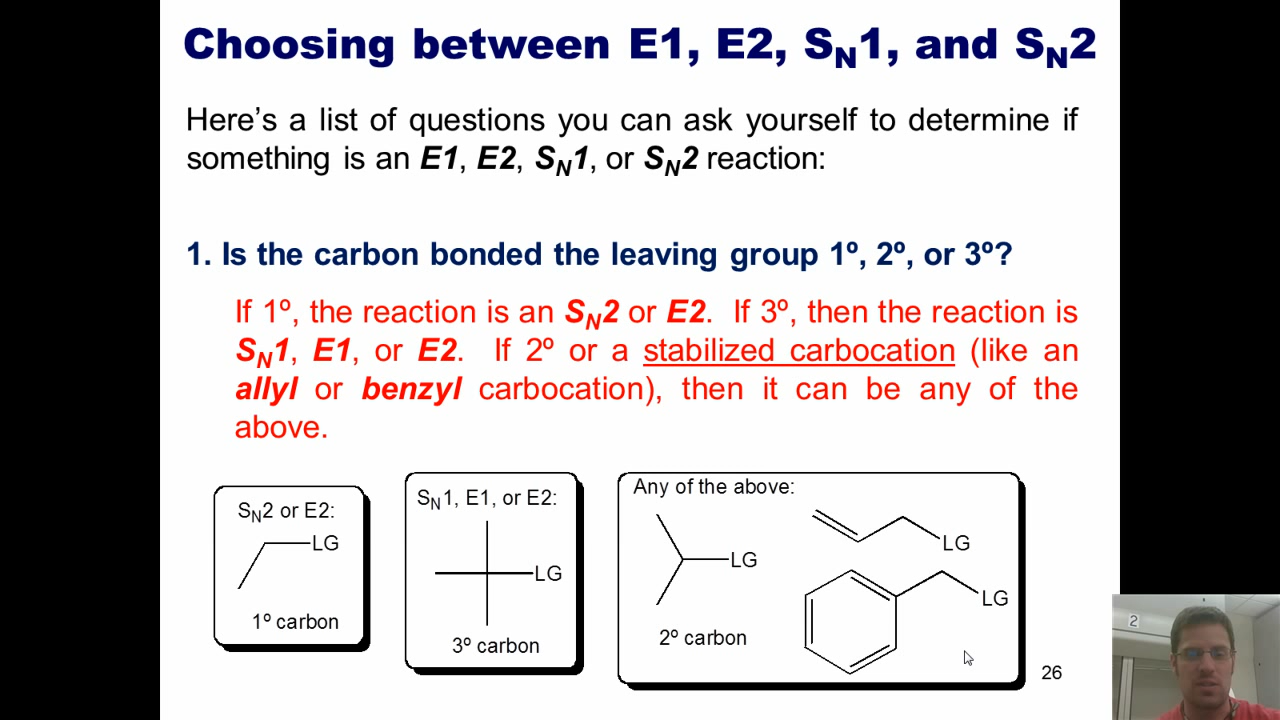 Choosing between E1, E2, SN1, and SN2
Here's a list of questions you can ask yourself to determine if
something is an E1, E2, SN1, or SN2 reaction:
1. Is the carbon bonded the leaving group 1º, 2º, or 3º?
If 1º, the reaction is an SN2 or E2. If 3º, then the reaction is
SN1, E1, or E2. If 2º or a stabilized carbocation (like an
allyl or benzyl carbocation), then it can be any of the
above.
SN2 or E2:
LG
1º carbon
SN1, E1, or E2:
LG
3º carbon
Any of the above:
LG
2º carbon
LG
LG
26
2